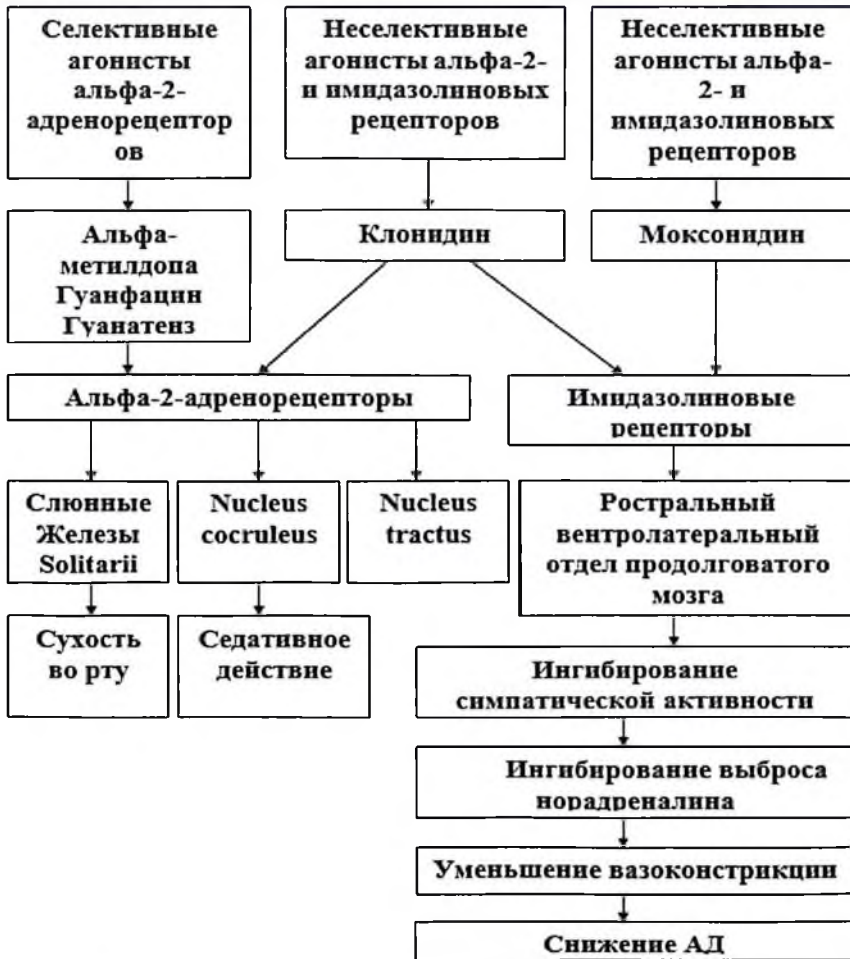 Селективные
агонисты
альфа-2-
адренорецептор
ов
Неселективные
агонисты альфа-2-
и имидазолиновых
рецепторов
Неселективные
агонисты альфа-
2- и
имидазолиновых
рецепторов
Альфа-
метилдопа
Гуанфацин
Гуанатенз
Клонидин
Моксонидин
Альфа-2-адренорецепторы
Имидазолиновые
рецепторы
Слюнные
Железы
Solitarii
Nucleus
cocruleus
Nucleus
tractus
Ростральный
вентролатеральный
отдел продолговатого
мозга
Сухость
во рту
Седативное
действие
Ингибирование
симпатической активности
Ингибирование выброса
норадреналина
Уменьшение вазоконстрикции
Снижение АД